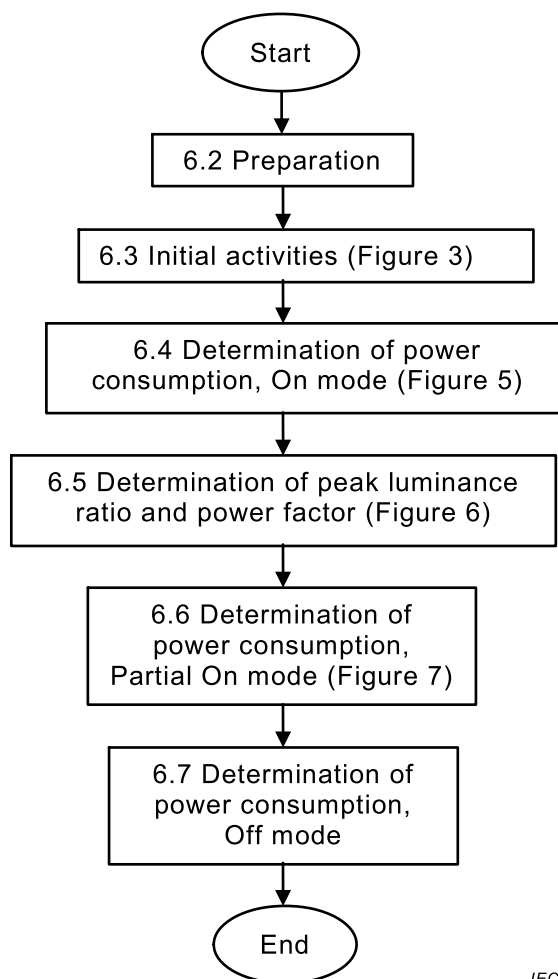 Start
6.2 Preparation
6.3 Initial activities (Figure 3)
6.4 Determination of power
consumption, On mode (Figure 5)
6.5 Determination of peak luminance
ratio and power factor (Figure 6)
6.6 Determination of
power consumption,
Partial On mode (Figure 7)
6.7 Determination of
power consumption,
Off mode
End
IEC